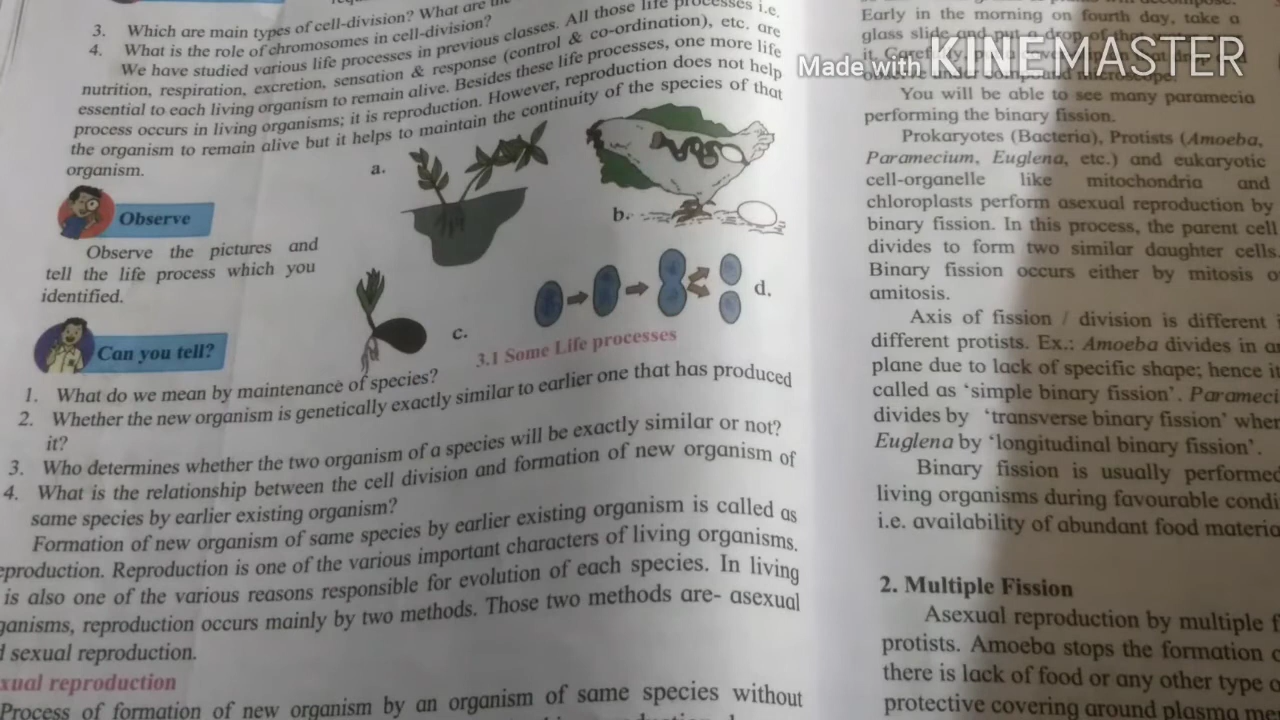 3. Which are main types of cell-division? What are
4. What is the role of chromosomes in cell-division?
We have studied various life processes in previous classes. All those life processes i.e.
nutrition, respiration, excretion, sensation & response (control & co-ordination), etc. are
essential to each living organism to remain alive. Besides these life processes, one more life
process occurs in living organisms; it is reproduction. However, reproduction does not help
the organism to remain alive but it helps to maintain the continuity of the species of that
organism.
a.
b.
Observe
Observe the pictures and
tell the life process which you
identified.
c.
d.
3.1 Some Life processes
Can you tell?
1. What do we mean by maintenance of species?
2. Whether the new organism is genetically exactly similar to earlier one that has produced
it?
3. Who determines whether the two organism of a species will be exactly similar or not?
4. What is the relationship between the cell division and formation of new organism of
same species by earlier existing organism?
Formation of new organism of same species by earlier existing organism is called as
eproduction. Reproduction is one of the various important characters of living organisms.
is also one of the various reasons responsible for evolution of each species. In living
ganisms, reproduction occurs mainly by two methods. Those two methods are- asexual
d sexual reproduction.
xual reproduction
Process of formation of new organism by an organism of same species without
Early in the morning on fourth day, take a
glass slide and put a drop of
Made with KINEMASTER
You will be able to see many paramecia
performing the binary fission.
Prokaryotes (Bacteria), Protists (Amoeba,
Paramecium, Euglena, etc.) and eukaryotic
cell-organelle like mitochondria and
chloroplasts perform asexual reproduction by
binary fission. In this process, the parent cell
divides to form two similar daughter cells.
Binary fission occurs either by mitosis o
amitosis.
Axis of fission / division is different i
different protists. Ex.: Amoeba divides in an
plane due to lack of specific shape; hence it
called as ‘simple binary fission’. Parameci
divides by ‘transverse binary fission’ wher
Euglena by ‘longitudinal binary fission’.
Binary fission is usually performed
living organisms during favourable condi
i.e. availability of abundant food materia
2. Multiple Fission
Asexual reproduction by multiple f
protists. Amoeba stops the formation o
there is lack of food or any other type o
protective covering around plasma me